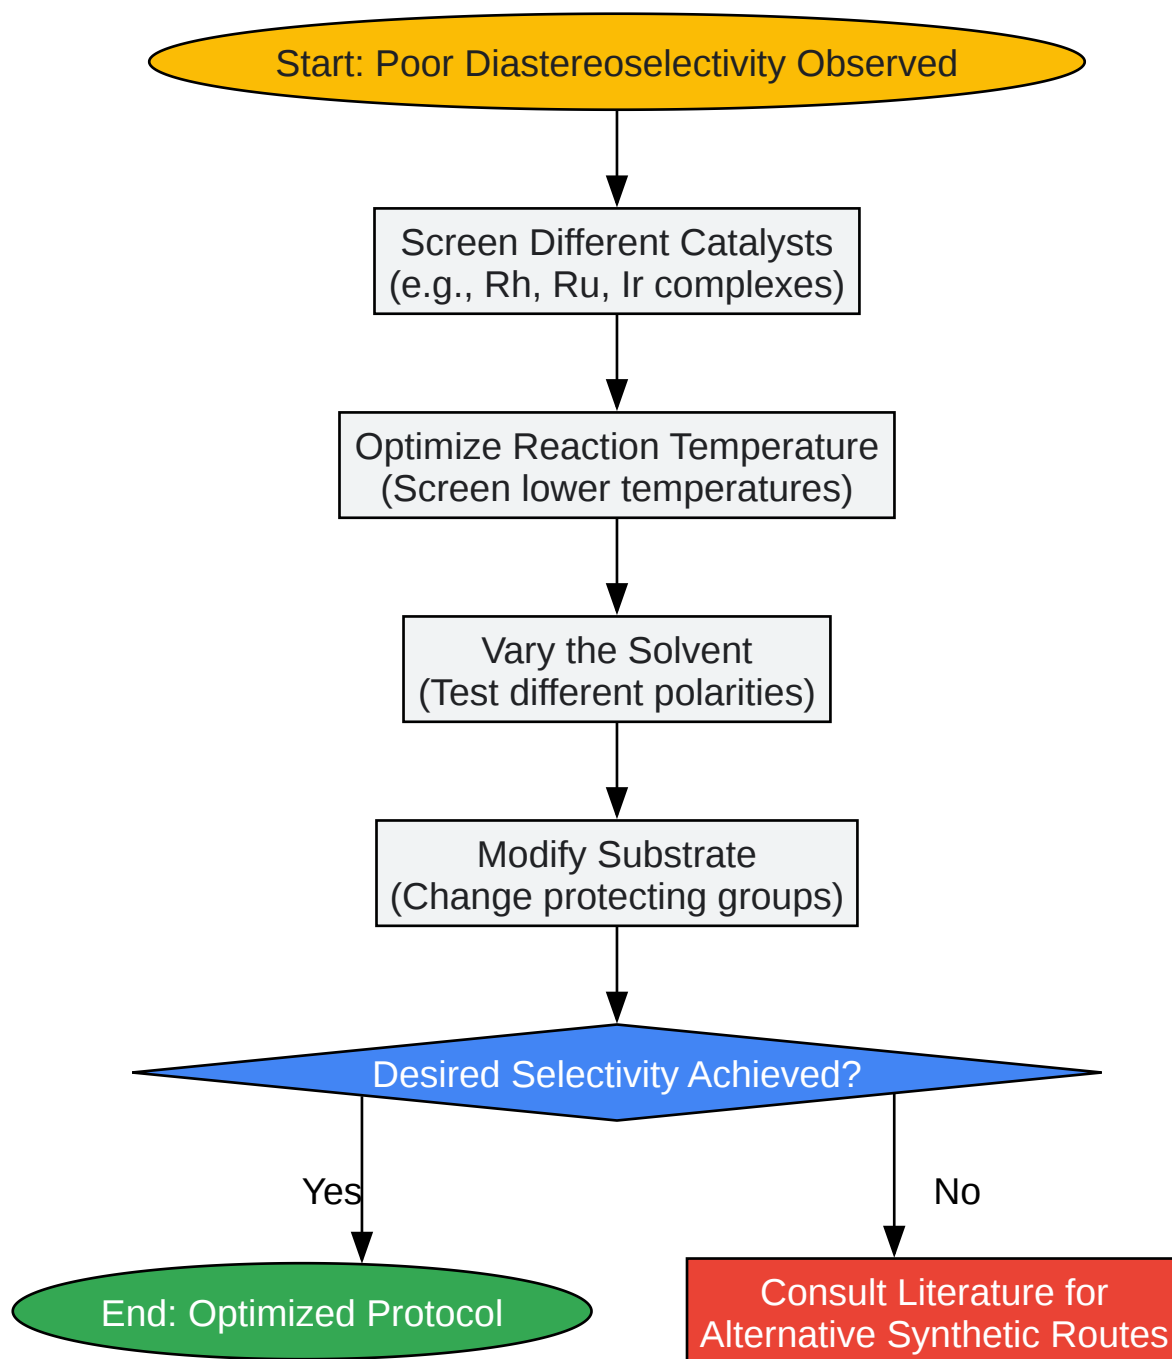 Start: Poor Diastereoselectivity Observed
Screen Different Catalysts
(e.g., Rh, Ru, Ir complexes)
Optimize Reaction Temperature
(Screen lower temperatures)
Vary the Solvent
(Test different polarities)
Modify Substrate
(Change protecting groups)
Desired Selectivity Achieved?
Yes
No
End: Optimized Protocol
Consult Literature for
Alternative Synthetic Routes